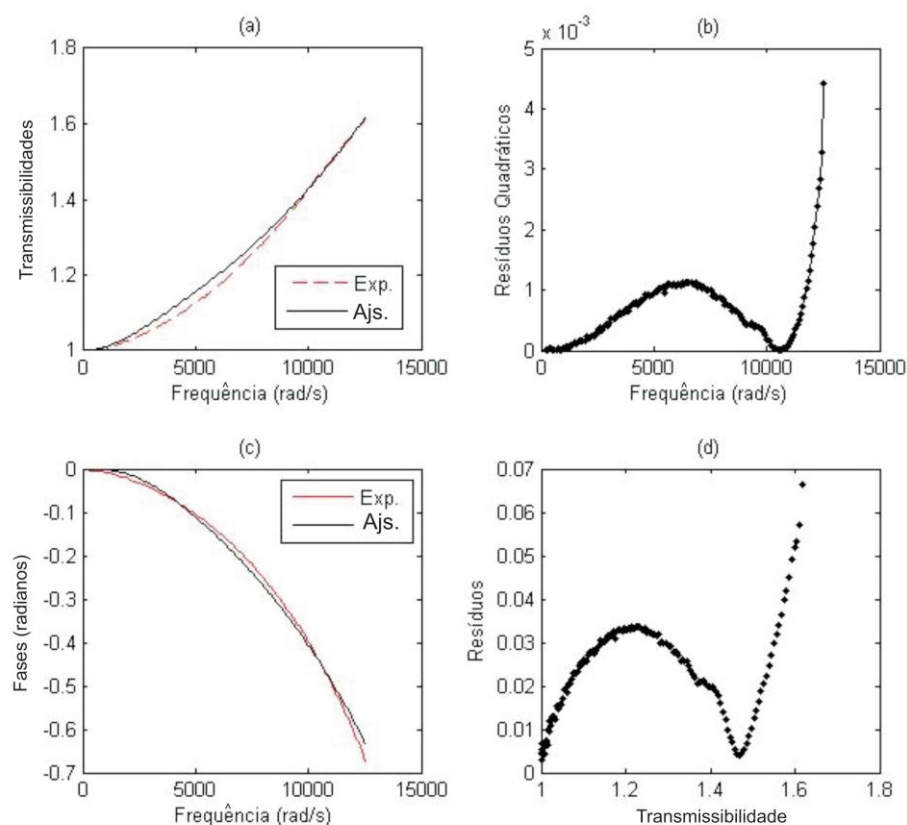 (a)
Transmissibilidades
1.8
1.6
1.4
1.2
1
0
5000
10000
15000
Frequência (rad/s)
Exp.
Ajs.
(b)
x 10^-3
Resíduos Quadráticos
5
4
3
2
1
0
0
5000
10000
15000
Frequência (rad/s)
(c)
Fases (radianos)
0
-0.1
-0.2
-0.3
-0.4
-0.5
-0.6
-0.7
0
5000
10000
15000
Frequência (rad/s)
Exp.
Ajs.
(d)
Resíduos
0.07
0.06
0.05
0.04
0.03
0.02
0.01
0
1
1.2
1.4
1.6
1.8
Transmissibilidade